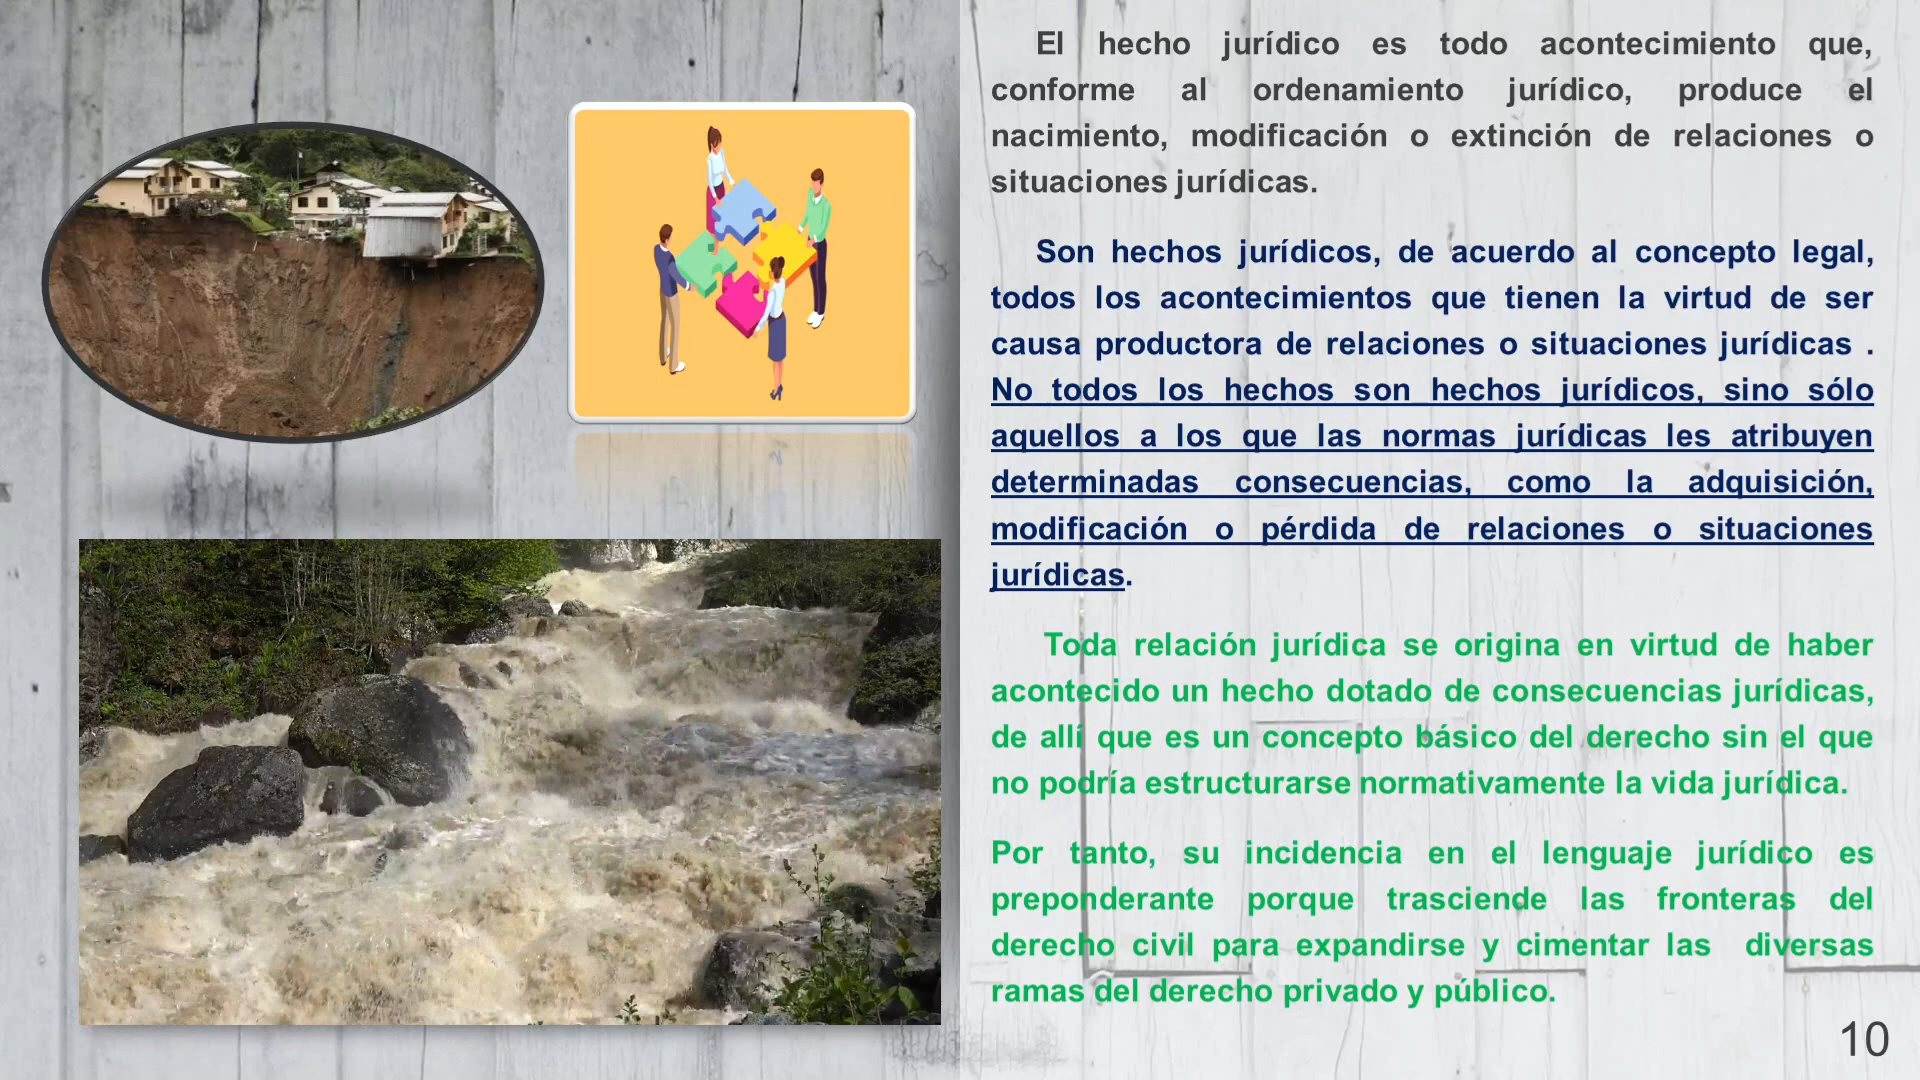 El hecho jurídico es todo acontecimiento que,
conforme al ordenamiento jurídico, produce el
nacimiento, modificación o extinción de relaciones o
situaciones jurídicas.
Son hechos jurídicos, de acuerdo al concepto legal,
todos los acontecimientos que tienen la virtud de ser
causa productora de relaciones o situaciones jurídicas .
No todos los hechos son hechos jurídicos, sino sólo
aquellos a los que las normas jurídicas les atribuyen
determinadas consecuencias, como la adquisición,
modificación o pérdida de relaciones o situaciones
jurídicas.
Toda relación jurídica se origina en virtud de haber
acontecido un hecho dotado de consecuencias jurídicas,
de allí que es un concepto básico del derecho sin el que
no podría estructurarse normativamente la vida jurídica.
Por tanto, su incidencia en el lenguaje jurídico es
preponderante porque trasciende las fronteras del
derecho civil para expandirse y cimentar las diversas
ramas del derecho privado y público.
10